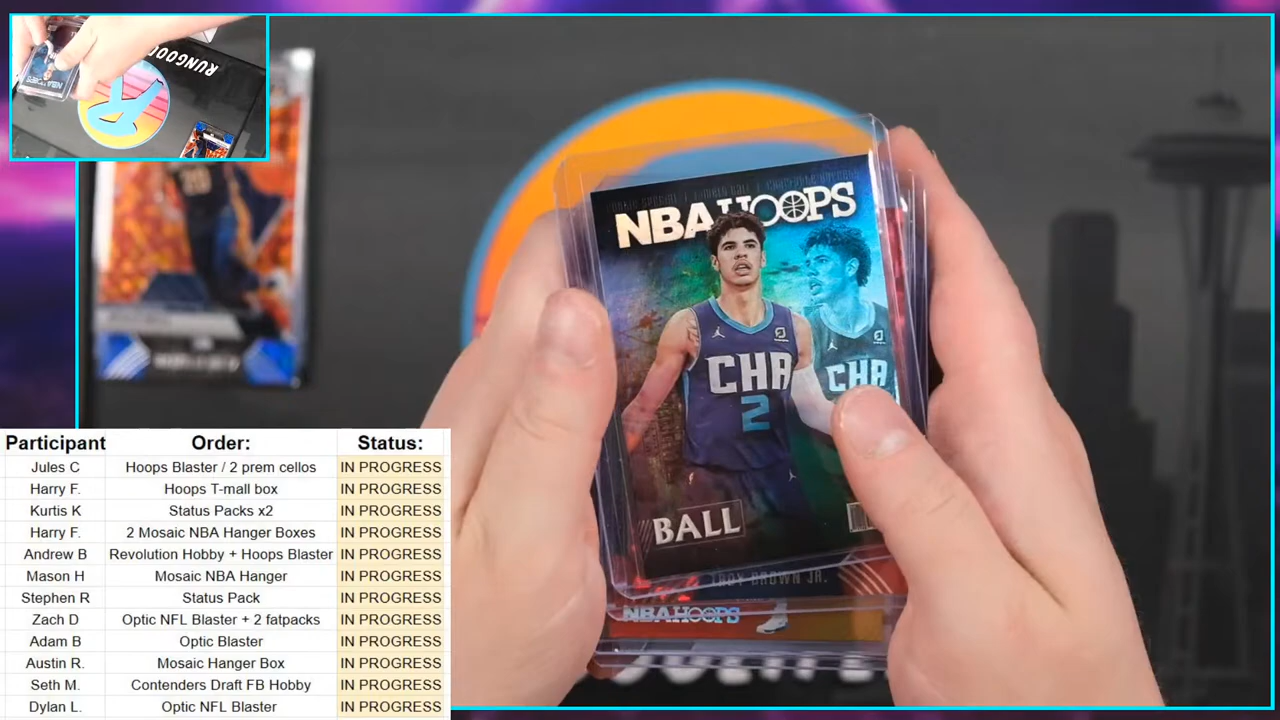 RUNGOOD
NBA HOOPS
CHA
2
CHA
BALL
TROY BROWN JR.
NBA HOOPS
Participant Order: Status:
Jules C Hoops Blaster / 2 prem cellos IN PROGRESS
Harry F. Hoops T-mall box IN PROGRESS
Kurtis K Status Packs x2 IN PROGRESS
Harry F. 2 Mosaic NBA Hanger Boxes IN PROGRESS
Andrew B Revolution Hobby + Hoops Blaster IN PROGRESS
Mason H Mosaic NBA Hanger IN PROGRESS
Stephen R Status Pack IN PROGRESS
Zach D Optic NFL Blaster + 2 fatpacks IN PROGRESS
Adam B Optic Blaster IN PROGRESS
Austin R. Mosaic Hanger Box IN PROGRESS
Seth M. Contenders Draft FB Hobby IN PROGRESS
Dylan L. Optic NFL Blaster IN PROGRESS